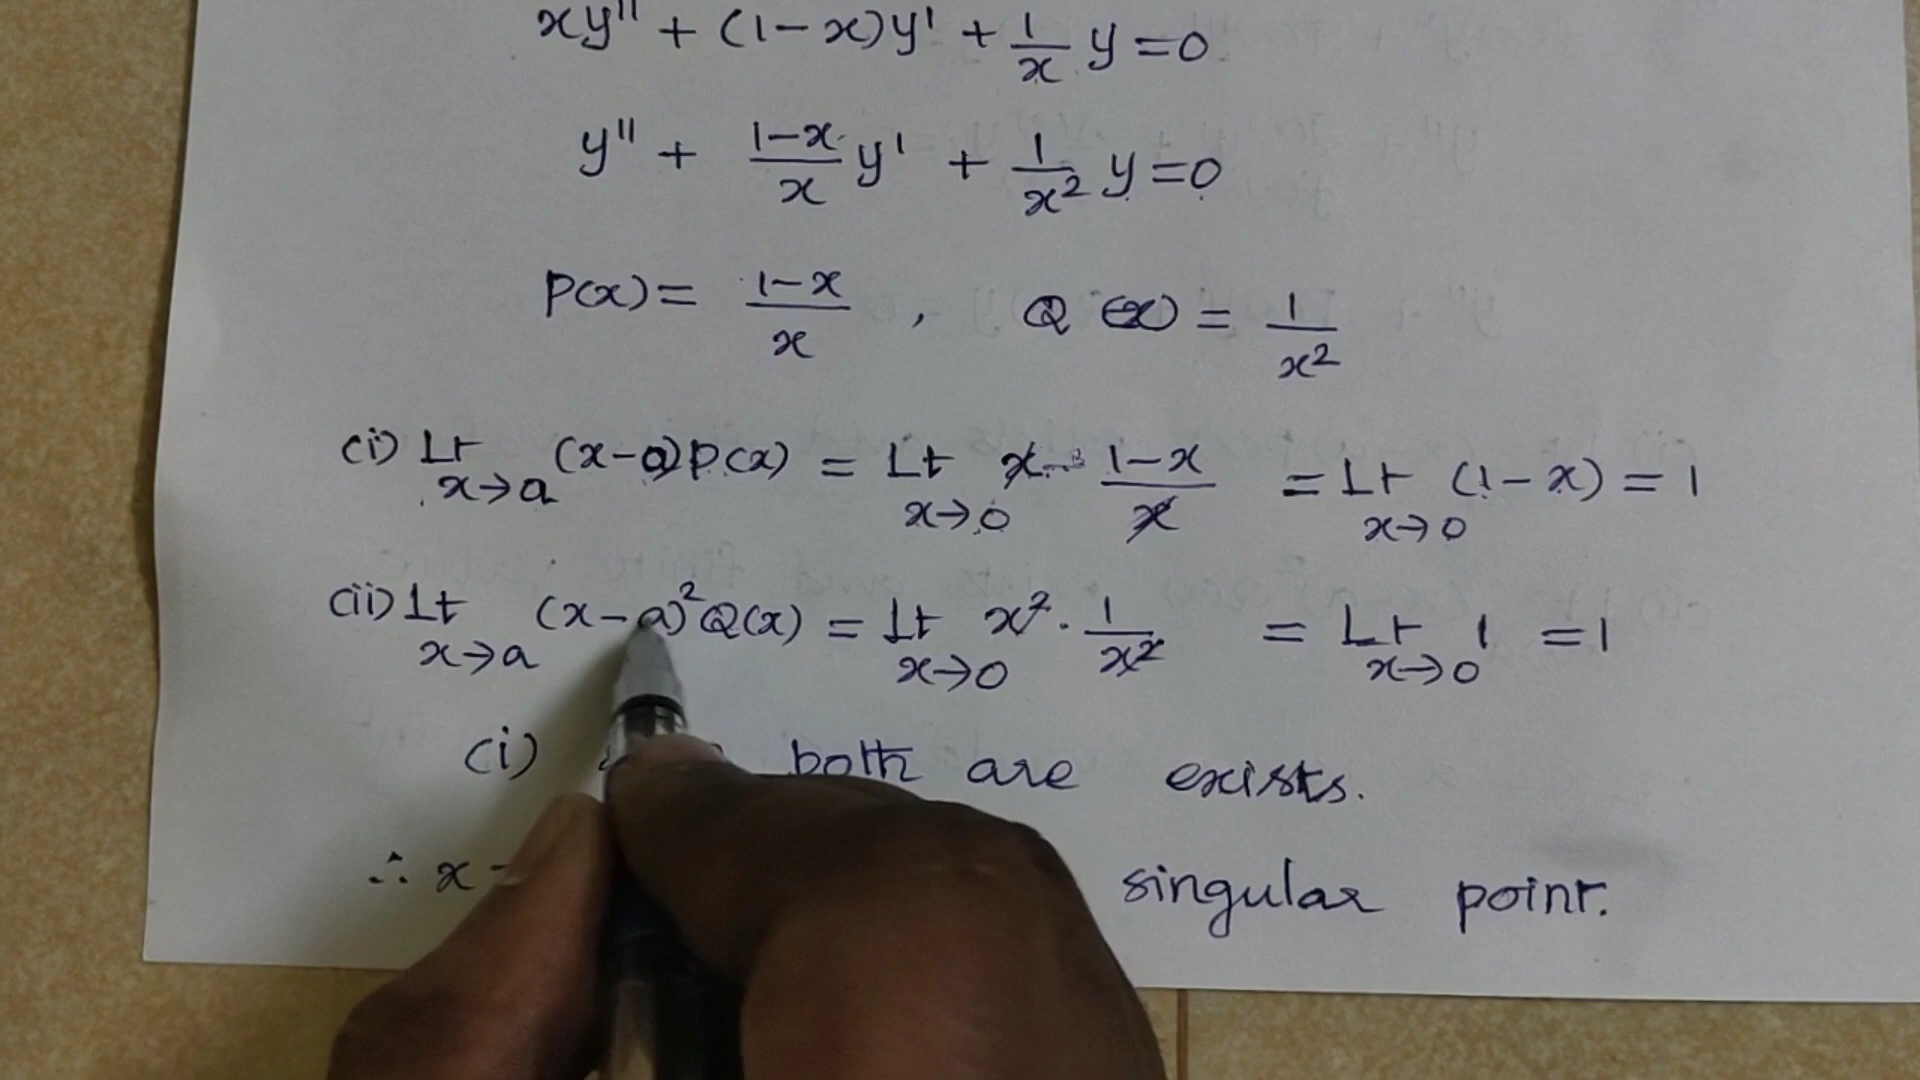 xy'' + (1-x)y' + 1/x y = 0
y'' + 1-x/x y' + 1/x² y = 0
P(x) = 1-x/x , Q(x) = 1/x²
(i) Lt x→a (x-a)P(x) = Lt x→0 x · 1-x/x = Lt x→0 (1-x) = 1
(ii) Lt x→a (x-a)² Q(x) = Lt x→0 x² · 1/x² = Lt x→0 1 = 1
(i) both are exists.
∴ x singular point.